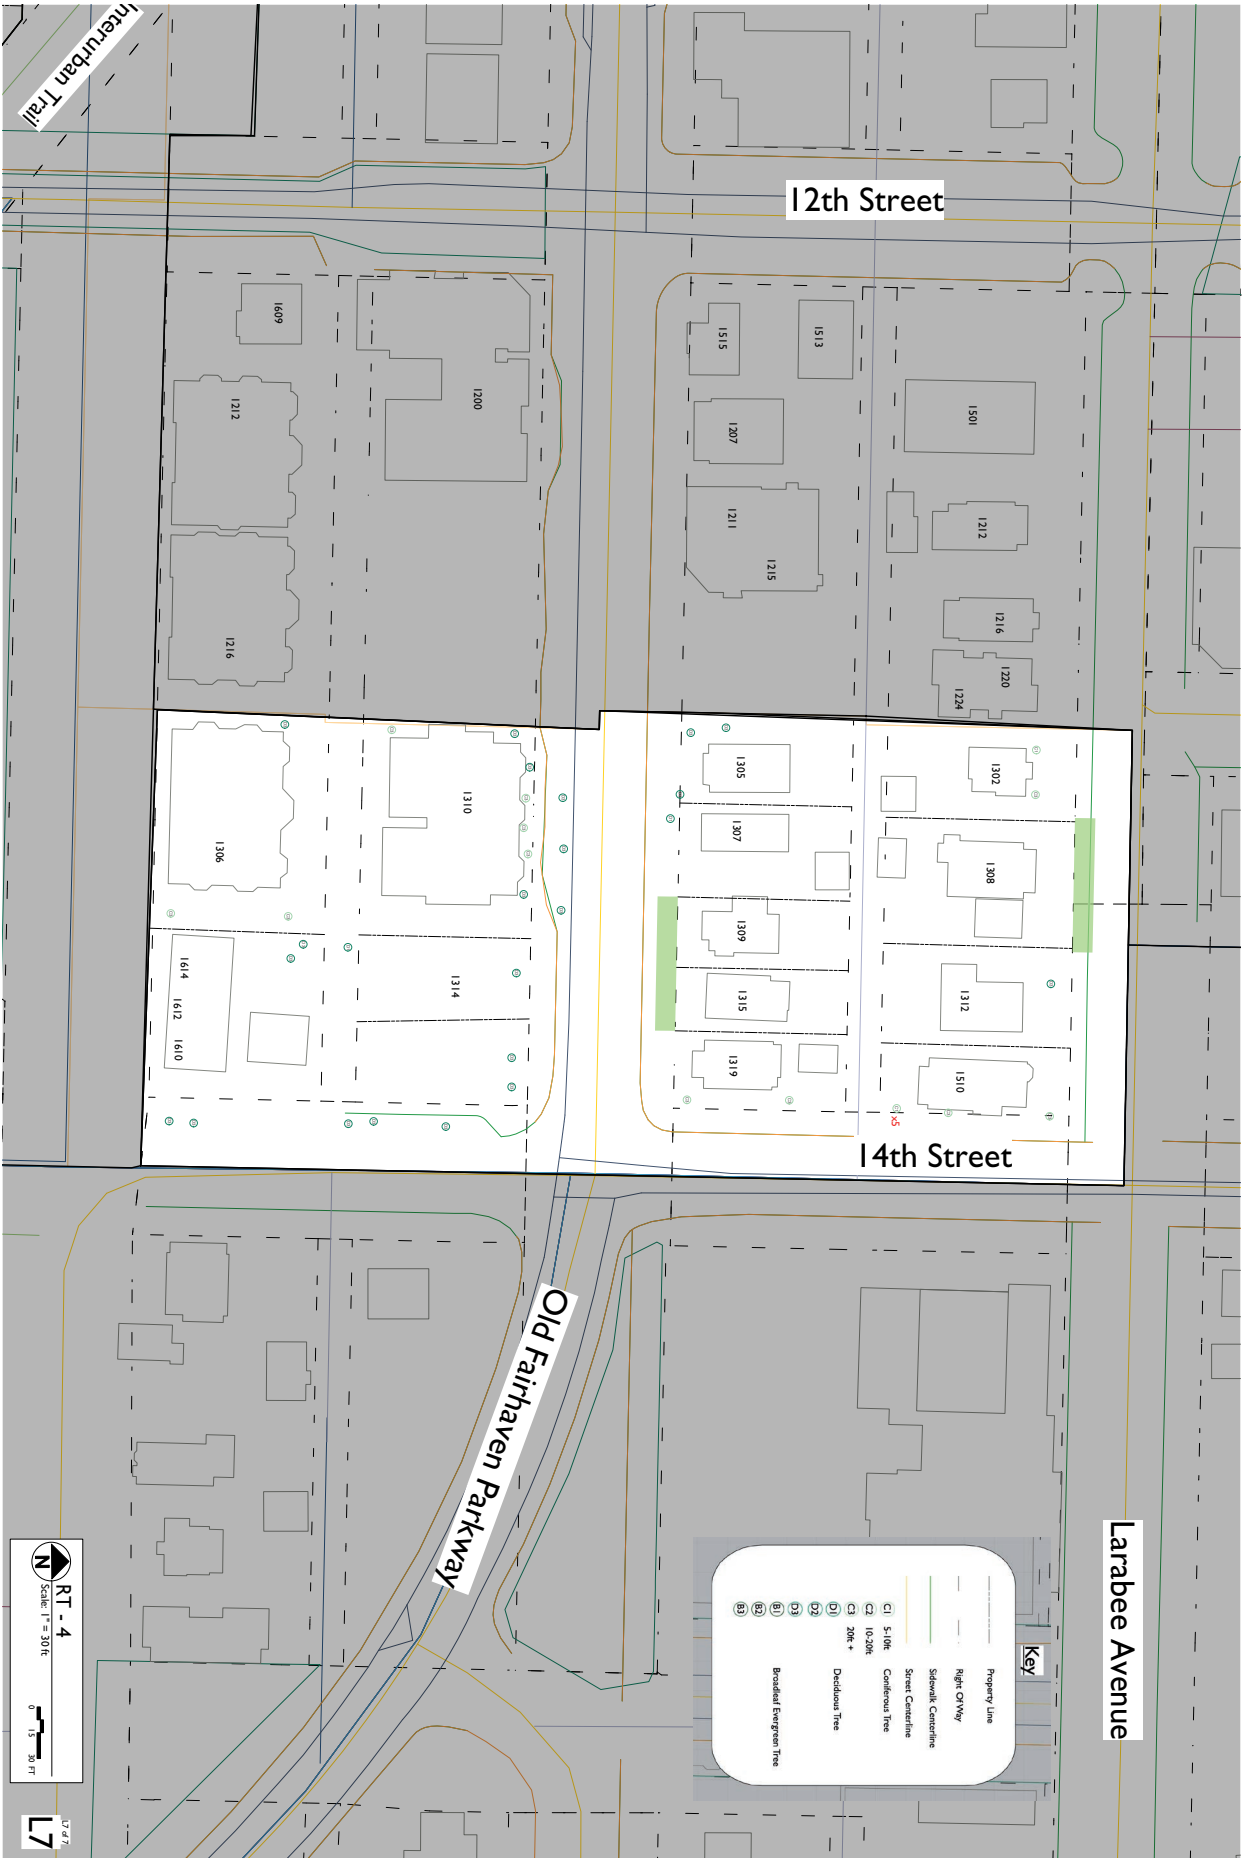 Interurban Trail
12th Street
1609
1212
1200
1216
1515
1513
1207
1211
1215
1501
1212
1216
1220
1224
1306
1310
1305
1307
1302
1308
1309
1315
1319
1312
1510
1314
1614
1612
1610
x5
14th Street
Old Fairhaven Parkway
Larabee Avenue
Key
Property Line
Right Of Way
Sidewalk Centerline
Street Centerline
C1 5-10ft
C2 10-20ft Coniferous Tree
C3 20ft +
D1 Deciduous Tree
D2
D3
B1 Broadleaf Evergreen Tree
B2
B3
N
RT - 4
Scale: 1" = 30 ft
0 15 30 FT
L7 of 7
L7